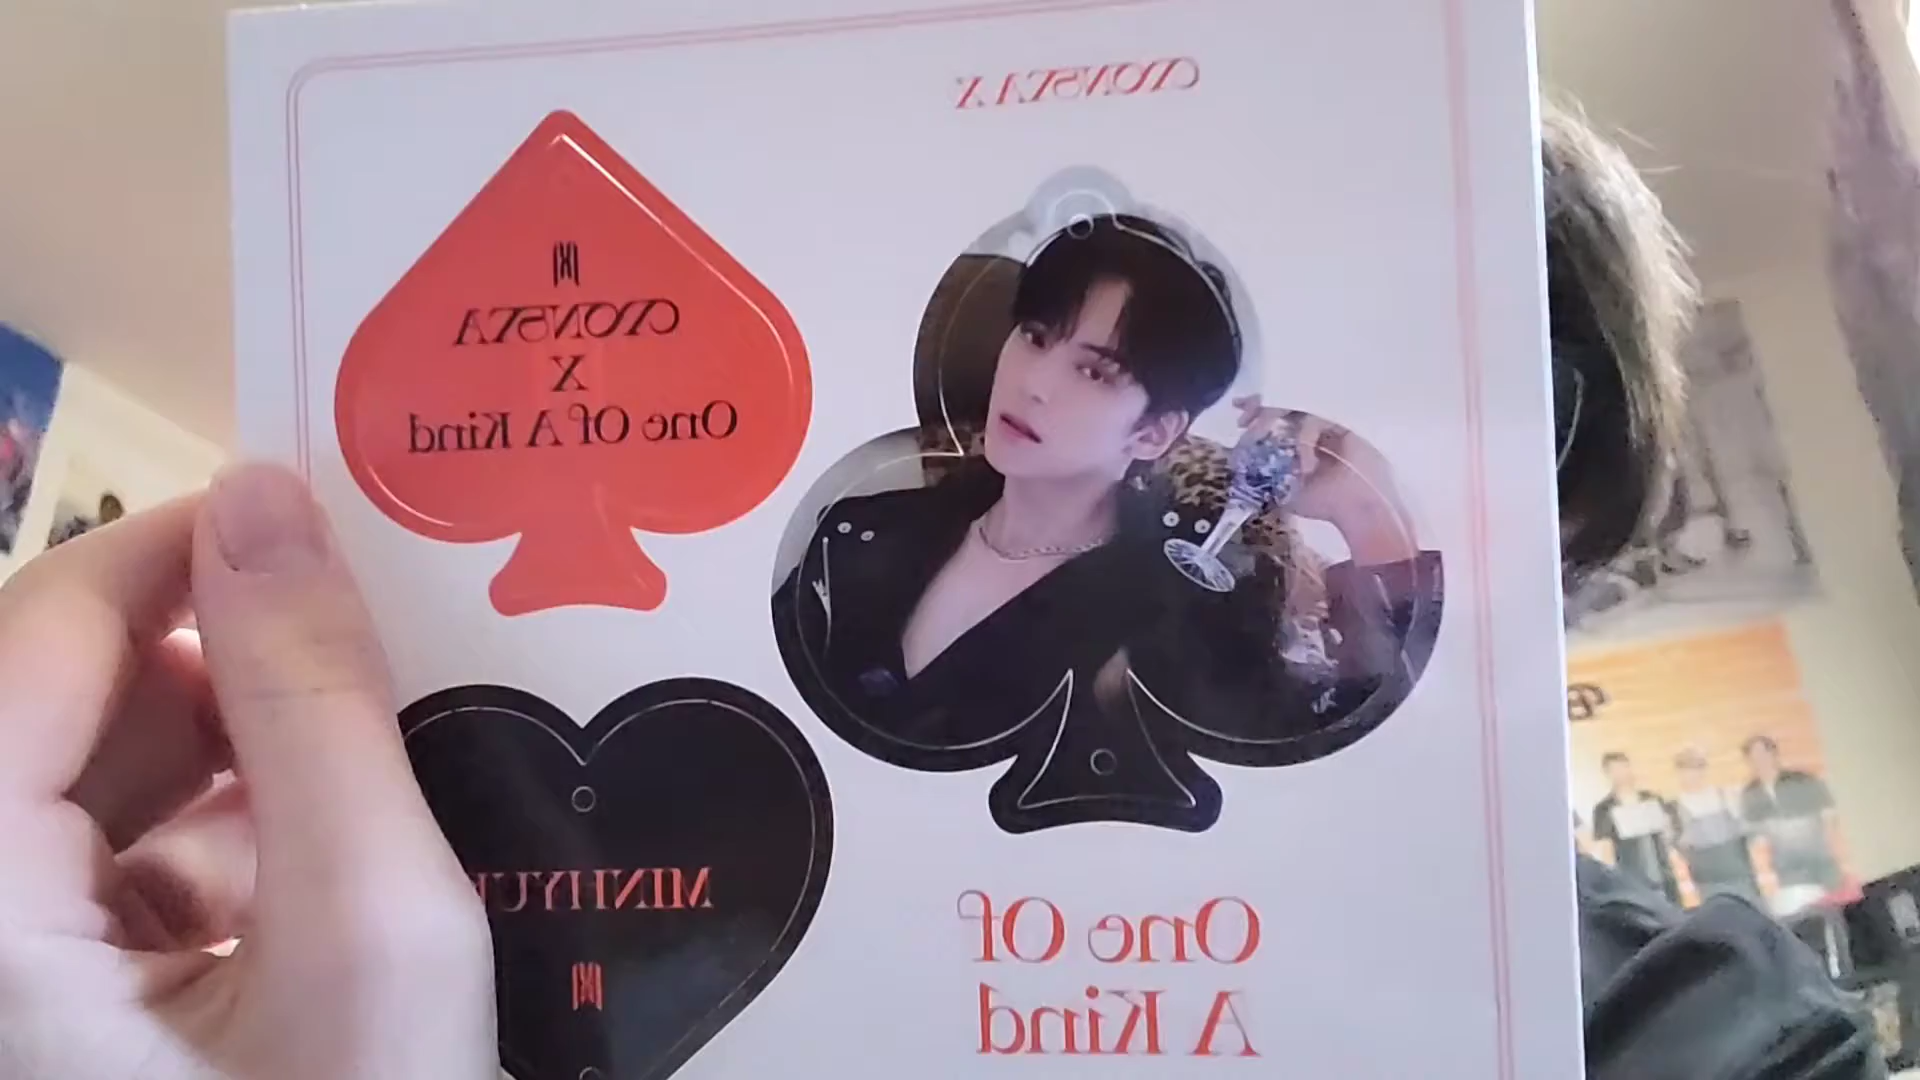 MONSTA X
MONSTA
X
One Of A Kind
MINHYUK
One Of
A Kind